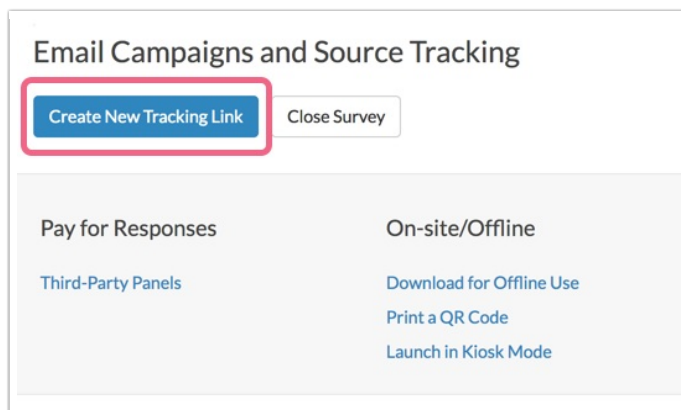 Email Campaigns and Source Tracking
Create New Tracking Link
Close Survey
Pay for Responses
Third-Party Panels
On-site/Offline
Download for Offline Use
Print a QR Code
Launch in Kiosk Mode